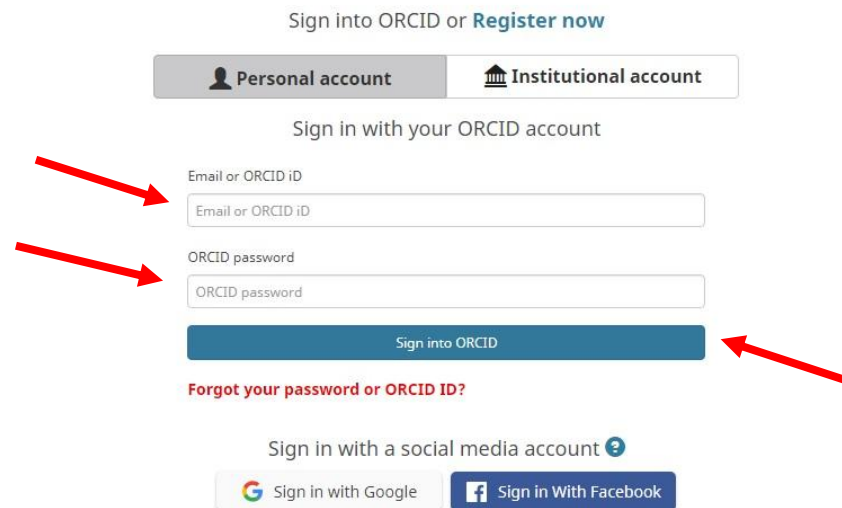 Sign into ORCID or Register now
Personal account Institutional account
Sign in with your ORCID account
Email or ORCID iD
Email or ORCID iD
ORCID password
ORCID password
Sign into ORCID
Forgot your password or ORCID ID?
Sign in with a social media account ?
Sign in with Google Sign in With Facebook